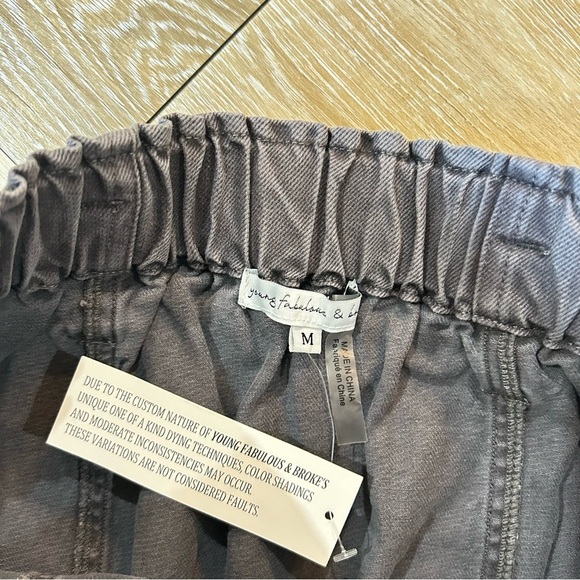 young fabulous &
M
MADE IN CHINA
Fabriqué en Chine
DUE TO THE CUSTOM NATURE OF YOUNG FABULOUS & BROKE'S
UNIQUE ONE OF A KIND DYING TECHNIQUES, COLOR SHADINGS
AND MODERATE INCONSISTENCIES MAY OCCUR.
THESE VARIATIONS ARE NOT CONSIDERED FAULTS.